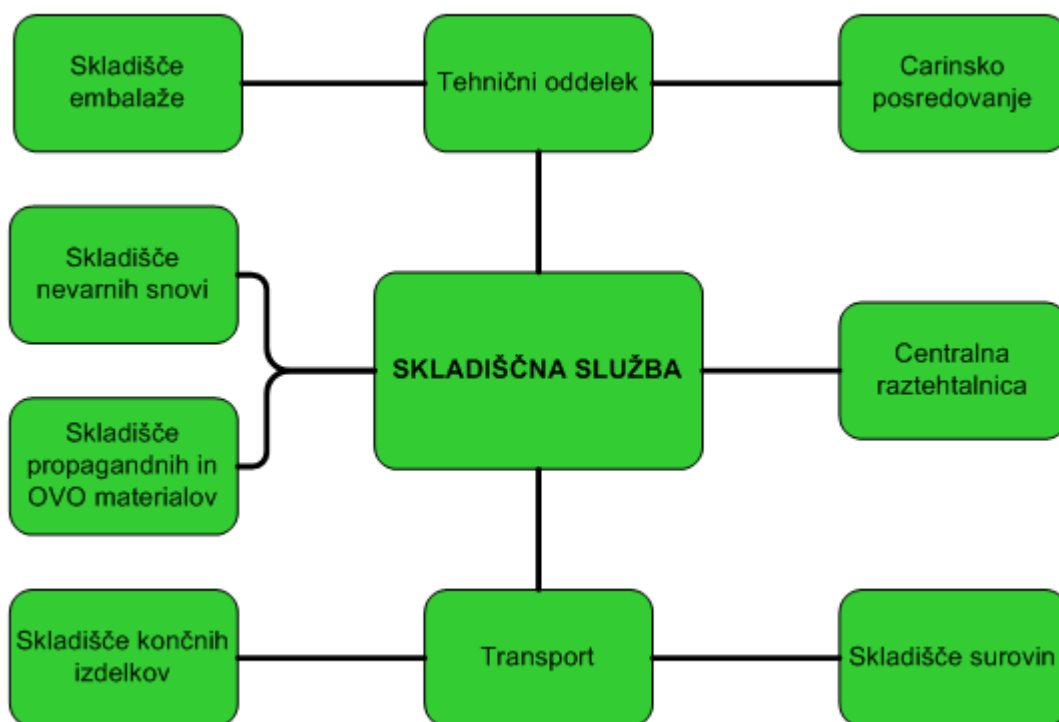 Skladišče
embalaže
Tehnični oddelek
Carinsko
posredovanje
Skladišče
nevarnih snovi
SKLADIŠČNA SLUŽBA
Centralna
raztehtalnica
Skladišče
propagandnih in
OVO materialov
Skladišče končnih
izdelkov
Transport
Skladišče surovin